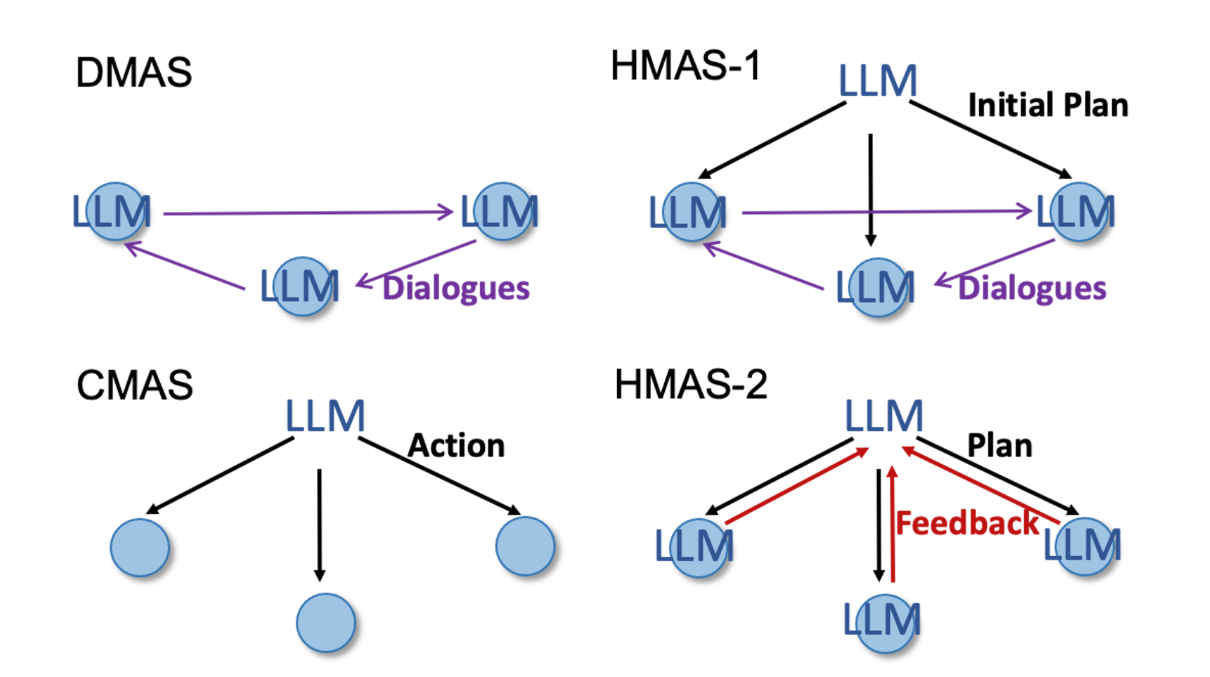 DMAS
LLM
LLM
LLM
Dialogues
HMAS-1
LLM
Initial Plan
LLM
LLM
LLM
Dialogues
CMAS
LLM
Action
HMAS-2
LLM
Plan
LLM
Feedback
LLM
LLM